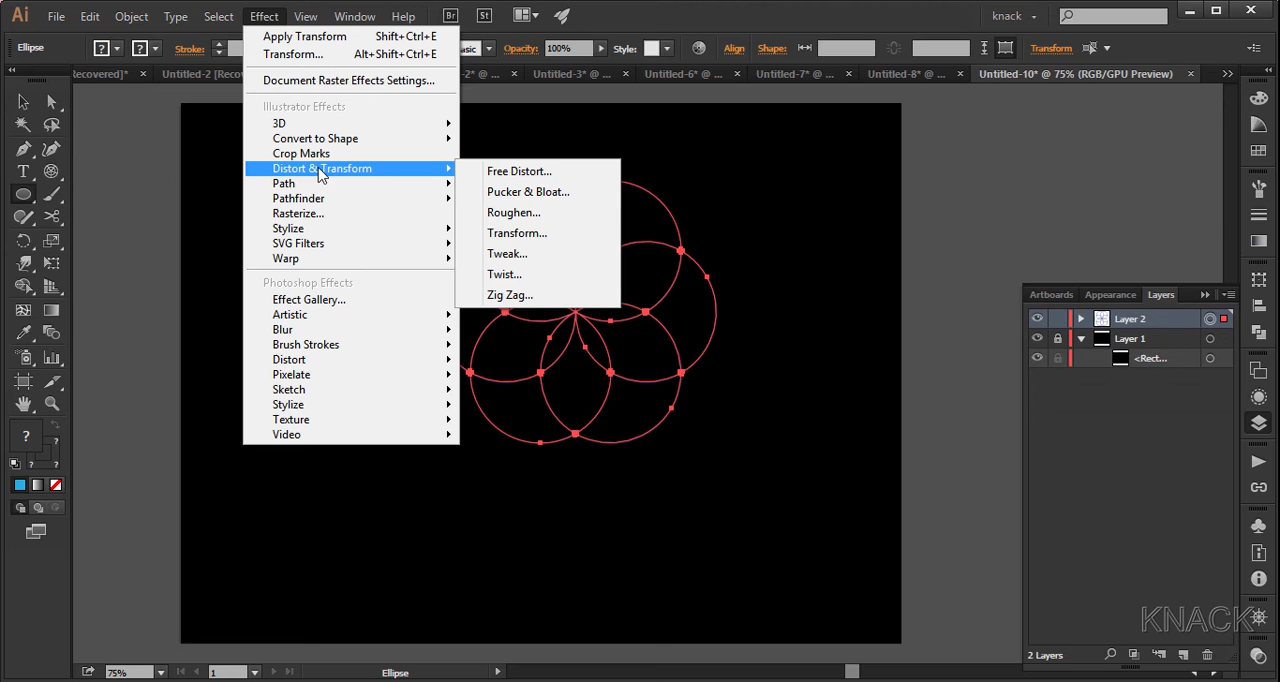 Ai File Edit Object Type Select Effect View Window Help Br St knack
Ellipse ? ? Stroke: asic Opacity: 100% Style: Align Shape: Transform
Recovered]* Untitled-2 [Reco -2* @ ... Untitled-3* @ ... Untitled-6* @ ... Untitled-7* @ ... Untitled-8* @ ... Untitled-10* @ 75% (RGB/GPU Preview)
Apply Transform Shift+Ctrl+E
Transform... Alt+Shift+Ctrl+E
Document Raster Effects Settings...
Illustrator Effects
3D
Convert to Shape
Crop Marks
Distort & Transform
Path
Pathfinder
Rasterize...
Stylize
SVG Filters
Warp
Photoshop Effects
Effect Gallery...
Artistic
Blur
Brush Strokes
Distort
Pixelate
Sketch
Stylize
Texture
Video
Free Distort...
Pucker & Bloat...
Roughen...
Transform...
Tweak...
Twist...
Zig Zag...
Artboards Appearance Layers
Layer 2
Layer 1
<Rect...
2 Layers
KNACK
75% 1 Ellipse